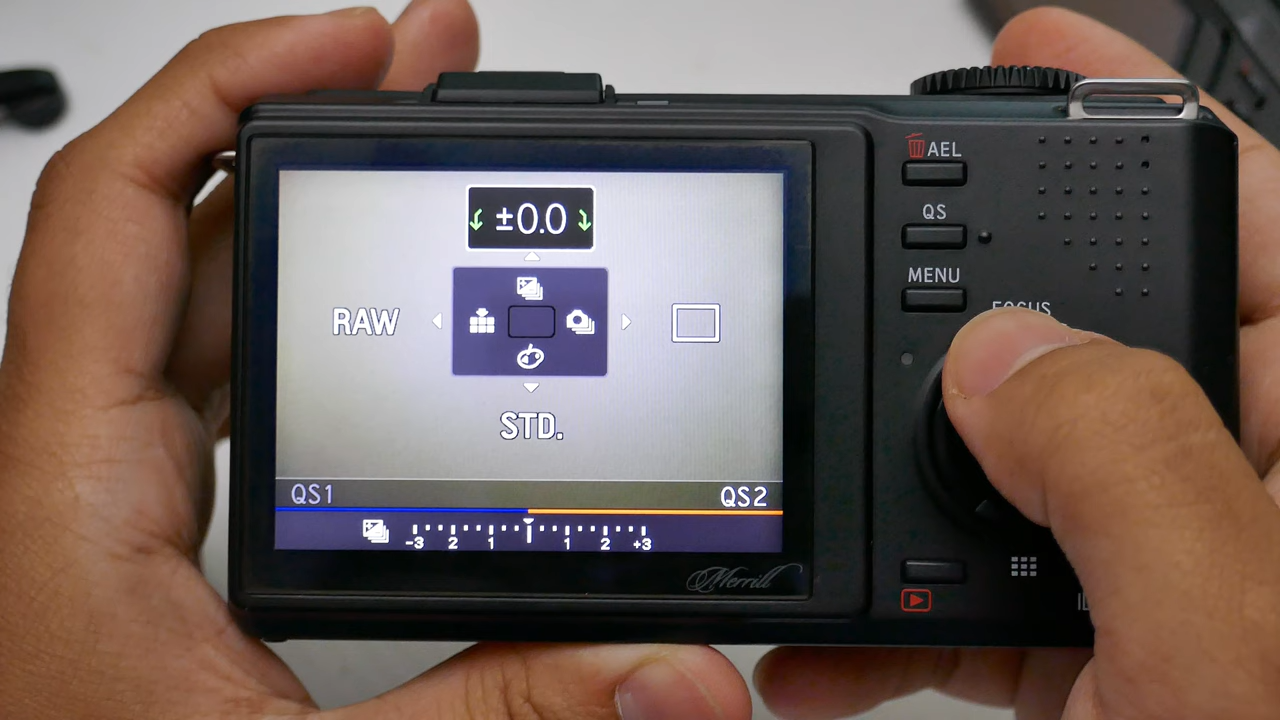 ±0.0
RAW
STD.
QS1
QS2
-3 2 1 1 2 +3
Merrill
AEL
QS
MENU
FOCUS